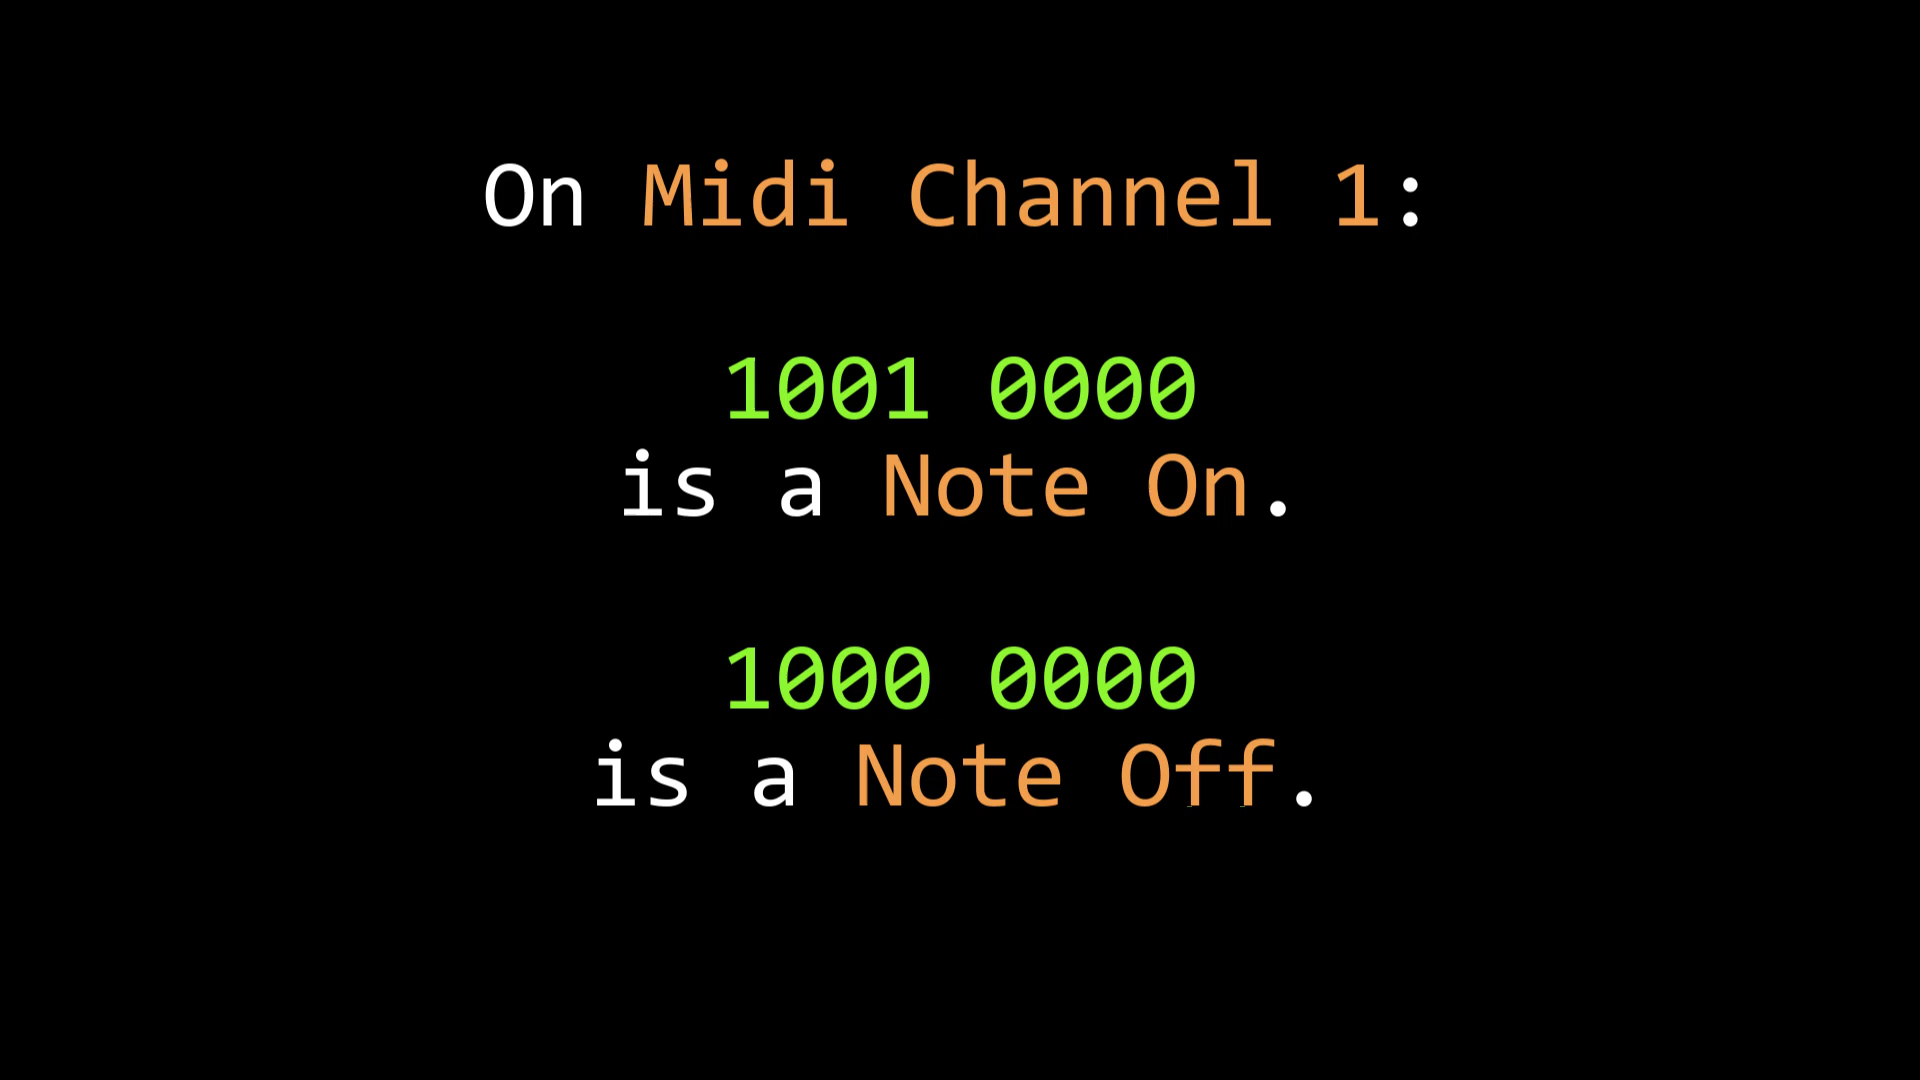 On Midi Channel 1:
1001 0000
is a Note On.
1000 0000
is a Note Off.